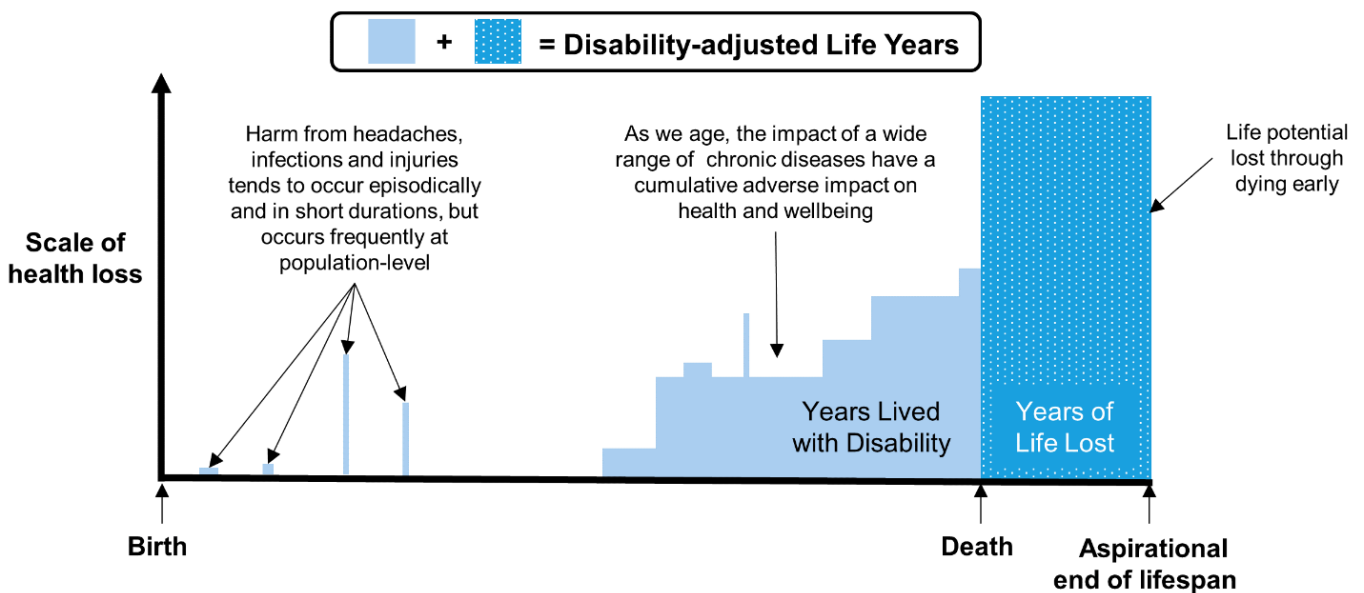 + = Disability-adjusted Life Years
Harm from headaches,
infections and injuries
tends to occur episodically
and in short durations, but
occurs frequently at
population-level
As we age, the impact of a wide
range of chronic diseases have a
cumulative adverse impact on
health and wellbeing
Life potential
lost through
dying early
Scale of
health loss
Years Lived
with Disability
Years of
Life Lost
Birth
Death
Aspirational
end of lifespan